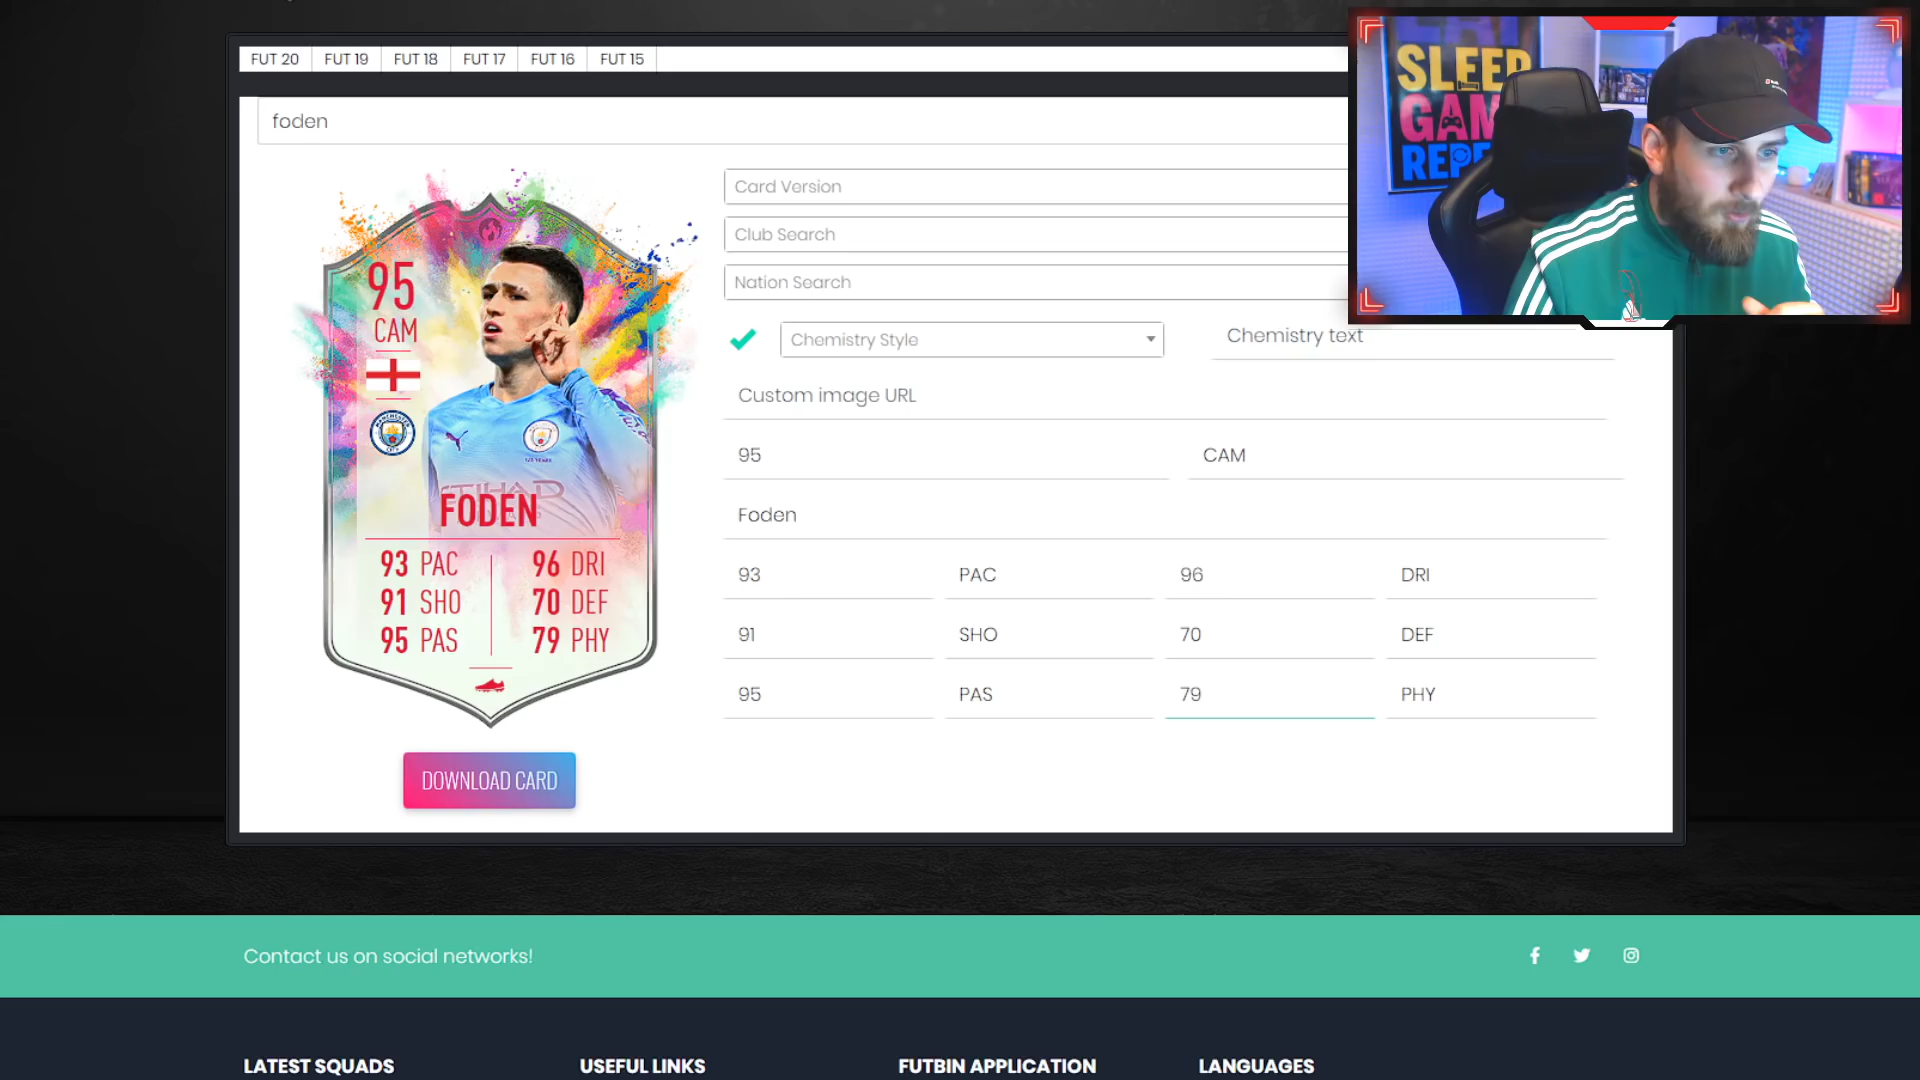 FUT 20 FUT 19 FUT 18 FUT 17 FUT 16 FUT 15
foden
SLEEP
GAM
REPE
Card Version
Club Search
Nation Search
Chemistry Style
Chemistry text
Custom image URL
95 CAM
Foden
93 PAC 96 DRI
91 SHO 70 DEF
95 PAS 79 PHY
95
CAM
FODEN
93 PAC 96 DRI
91 SHO 70 DEF
95 PAS 79 PHY
DOWNLOAD CARD
Contact us on social networks!
LATEST SQUADS USEFUL LINKS FUTBIN APPLICATION LANGUAGES